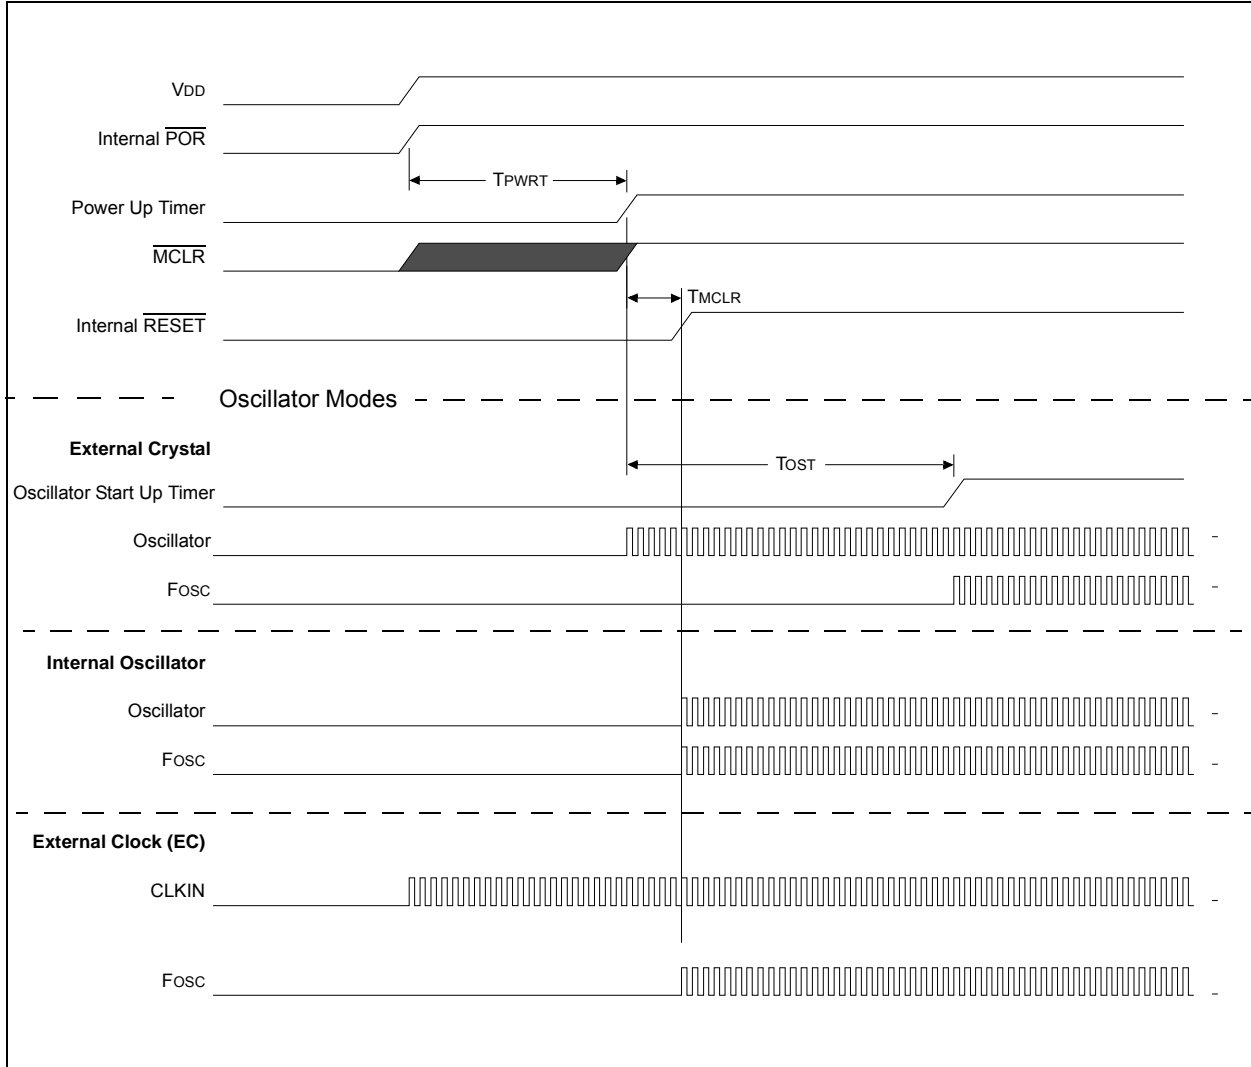 VDD
Internal POR
TPWRT
Power Up Timer
MCLR
TMCLR
Internal RESET
Oscillator Modes
External Crystal
TOST
Oscillator Start Up Timer
Oscillator
FOSC
Internal Oscillator
Oscillator
FOSC
External Clock (EC)
CLKIN
FOSC